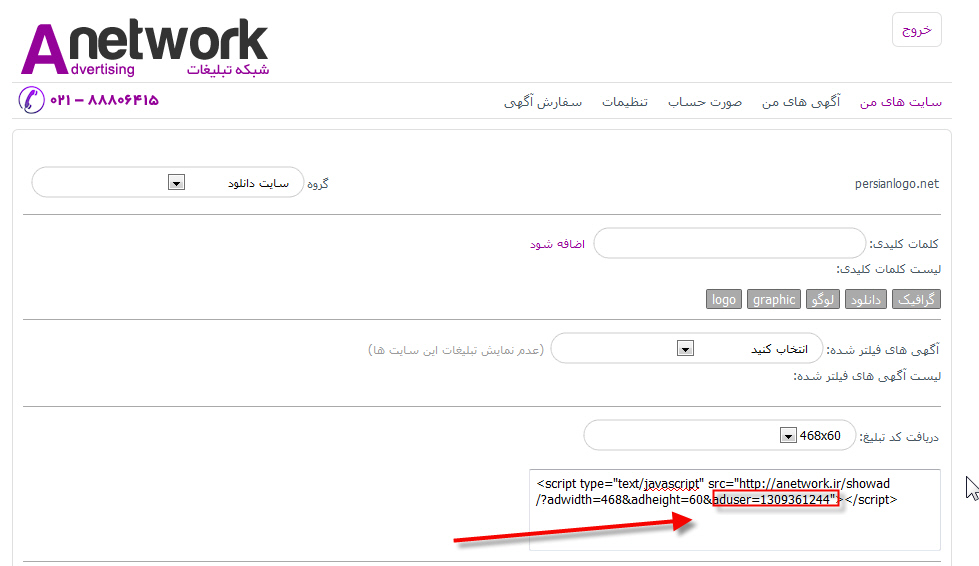 خروج
Anetwork
dvertising شبکه تبلیغات
۰۲۱ – ۸۸۸۰۶۴۱۵
سایت های من آگهی های من صورت حساب تنظیمات سفارش آگهی
persianlogo.net
گروه سایت دانلود
کلمات کلیدی: اضافه شود
لیست کلمات کلیدی:
گرافیک دانلود لوگو graphic logo
آگهی های فیلتر شده: انتخاب کنید (عدم نمایش تبلیغات این سایت ها)
لیست آگهی های فیلتر شده:
دریافت کد تبلیغ: 468x60
<script type="text/javascript" src="http://anetwork.ir/showad
/?adwidth=468&adheight=60&aduser=1309361244"></script>